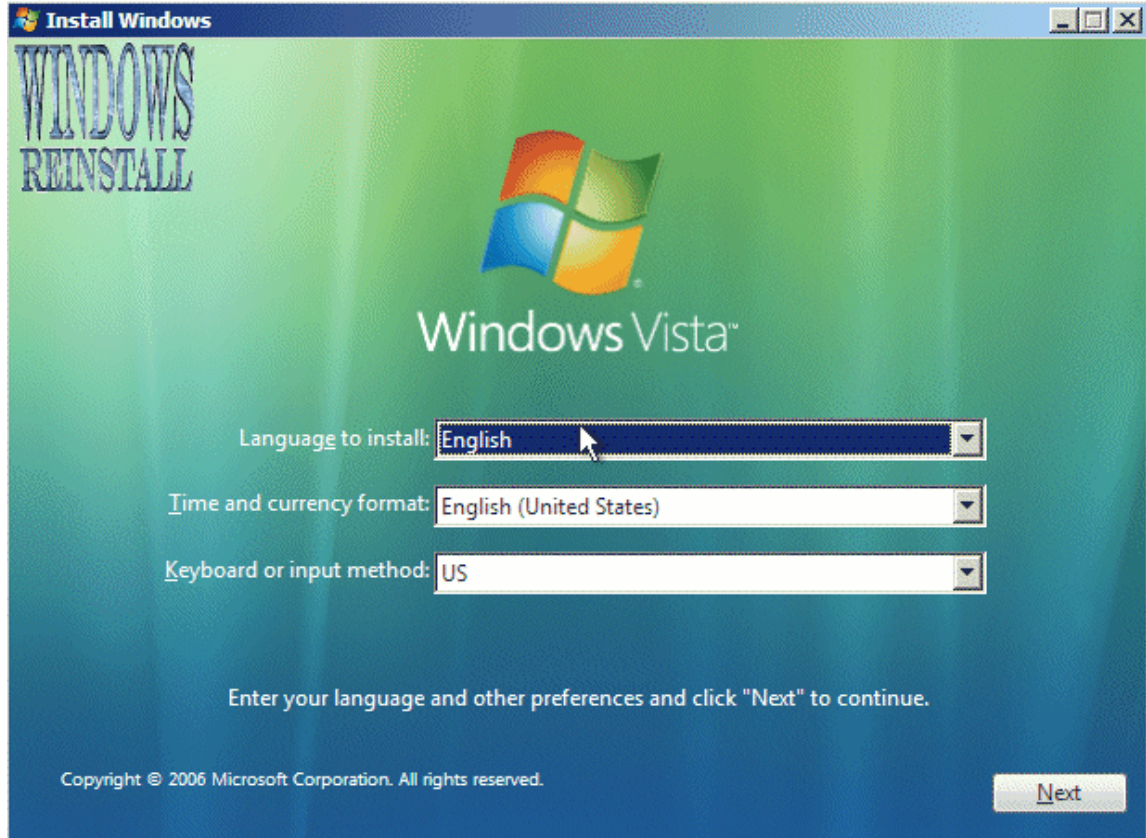 Install Windows
WINDOWS
REINSTALL
Windows Vista™
Language to install: English
Time and currency format: English (United States)
Keyboard or input method: US
Enter your language and other preferences and click "Next" to continue.
Copyright © 2006 Microsoft Corporation. All rights reserved.
Next